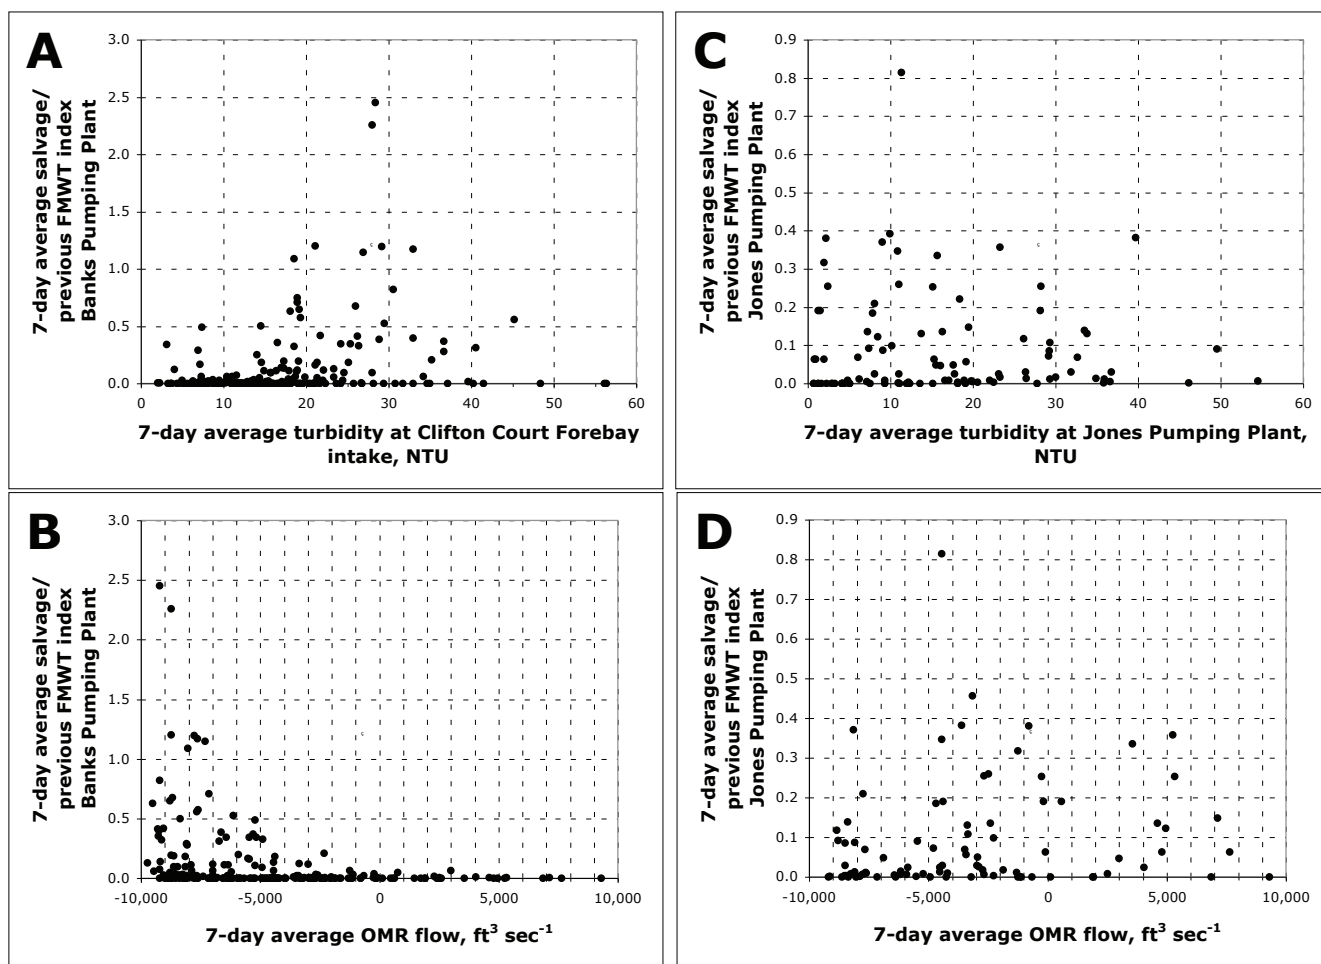 A
7-day average salvage/
previous FMWT index
Banks Pumping Plant
3.0
2.5
2.0
1.5
1.0
0.5
0.0
0
10
20
30
40
50
60
7-day average turbidity at Clifton Court Forebay
intake, NTU
C
7-day average salvage/
previous FMWT index
Jones Pumping Plant
0.9
0.8
0.7
0.6
0.5
0.4
0.3
0.2
0.1
0.0
0
10
20
30
40
50
60
7-day average turbidity at Jones Pumping Plant,
NTU
B
7-day average salvage/
previous FMWT index
Banks Pumping Plant
3.0
2.5
2.0
1.5
1.0
0.5
0.0
-10,000
-5,000
0
5,000
10,000
7-day average OMR flow, ft³ sec⁻¹
D
7-day average salvage/
previous FMWT index
Jones Pumping Plant
0.9
0.8
0.7
0.6
0.5
0.4
0.3
0.2
0.1
0.0
-10,000
-5,000
0
5,000
10,000
7-day average OMR flow, ft³ sec⁻¹